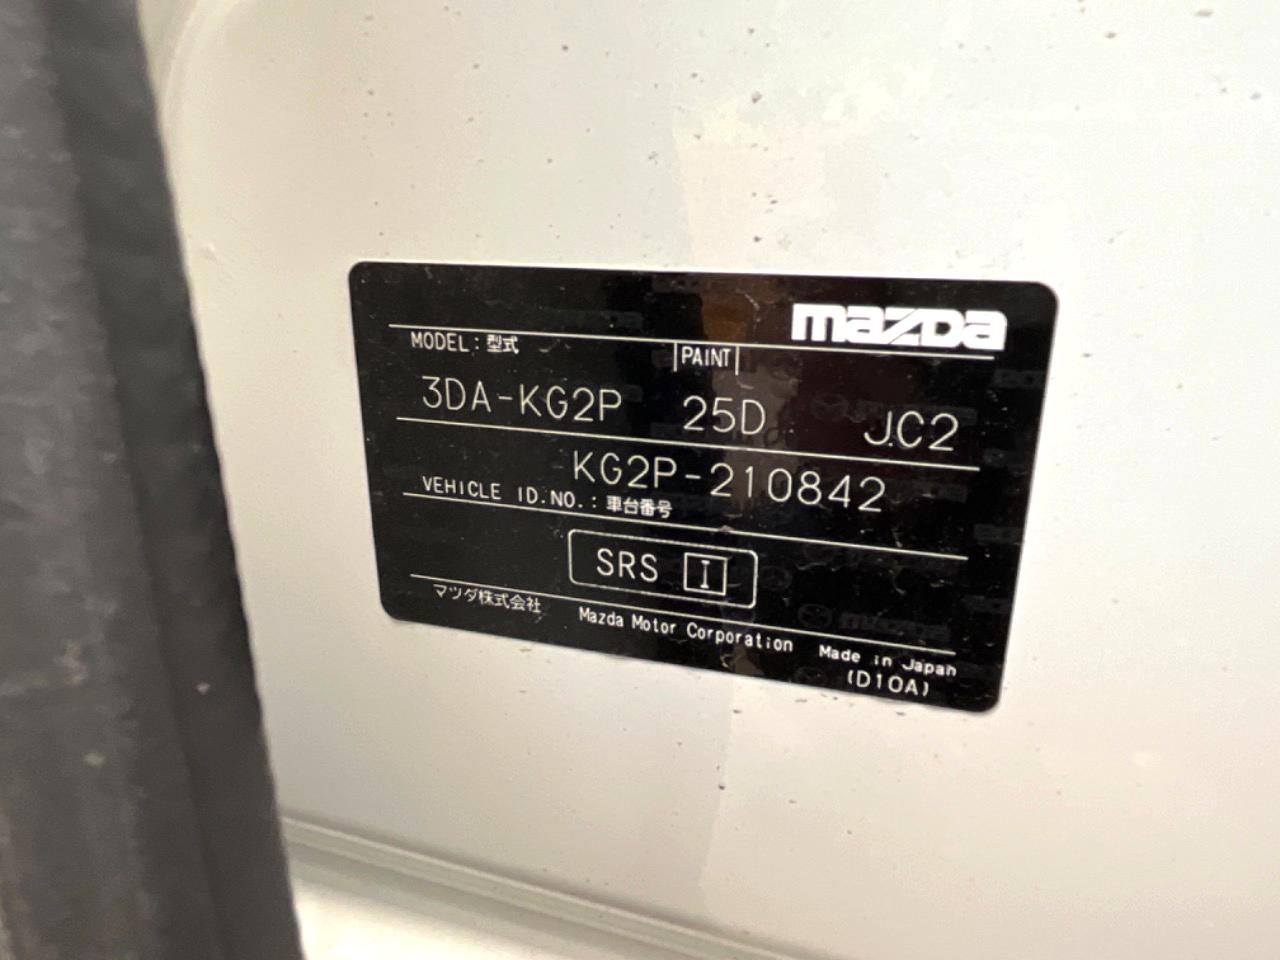 mazDa
MODEL:型式 PAINT
3DA-KG2P 25D JC2
KG2P-210842
VEHICLE ID.NO.:車台番号
SRS I
マツダ株式会社 Mazda Motor Corporation Made in Japan
(D10A)